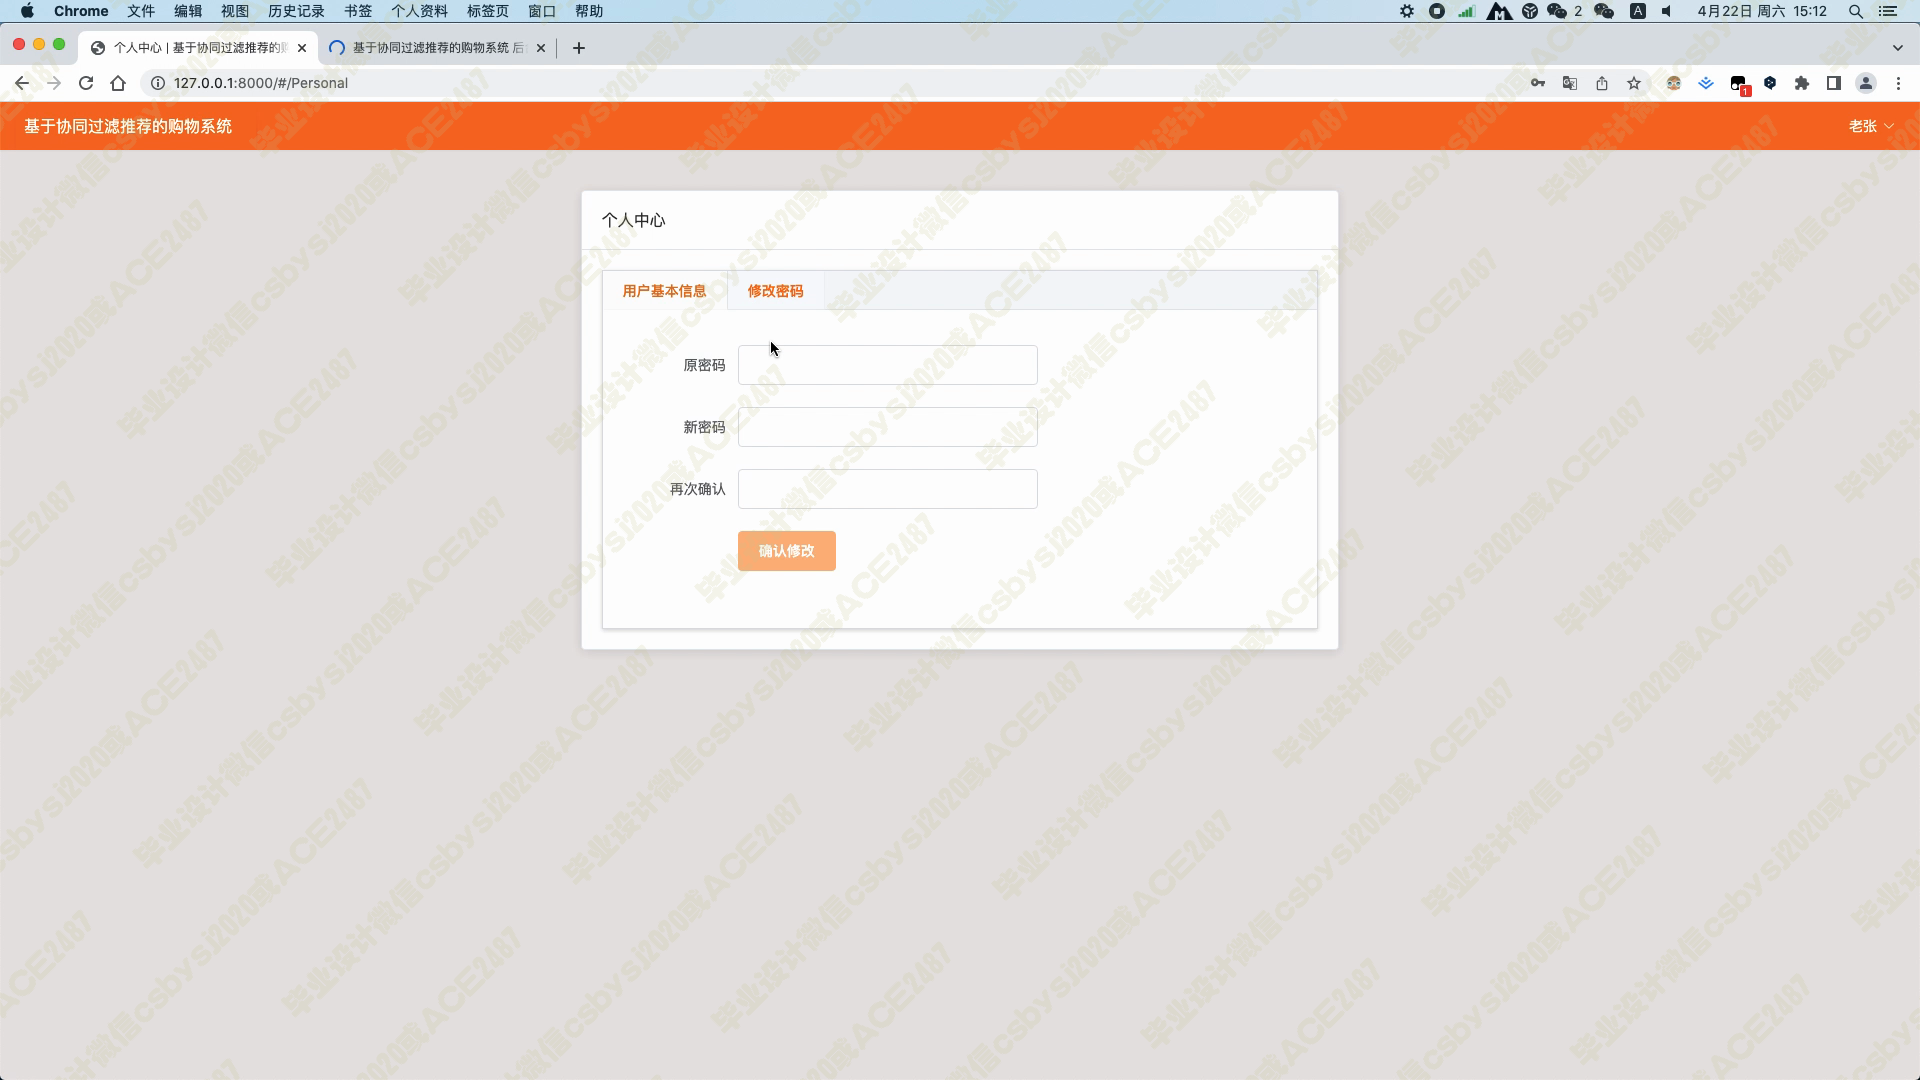 Chrome 文件 编辑 视图 历史记录 书签 个人资料 标签页 窗口 帮助 2 A 4月22日 周六 15:12
个人中心 | 基于协同过滤推荐的 基于协同过滤推荐的购物系统 后
127.0.0.1:8000/#/Personal 1
基于协同过滤推荐的购物系统 老张
个人中心
用户基本信息 修改密码
原密码
新密码
再次确认
确认修改
毕业设计微信csbysj2020或ACE2487